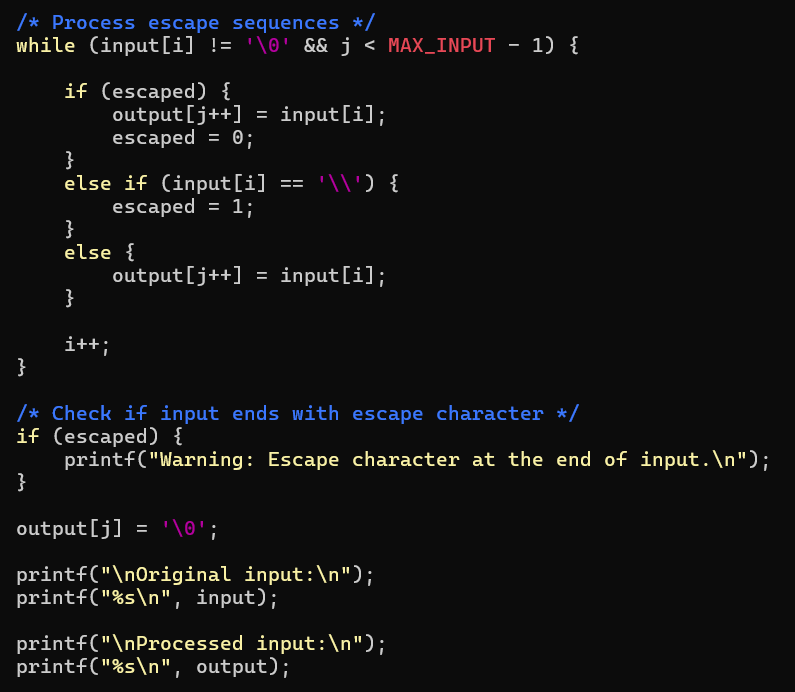 /* Process escape sequences */
while (input[i] != '\0' && j < MAX_INPUT - 1) {
    if (escaped) {
        output[j++] = input[i];
        escaped = 0;
    }
    else if (input[i] == '\\') {
        escaped = 1;
    }
    else {
        output[j++] = input[i];
    }
    i++;
}
/* Check if input ends with escape character */
if (escaped) {
    printf("Warning: Escape character at the end of input.\n");
}
output[j] = '\0';
printf("\nOriginal input:\n");
printf("%s\n", input);
printf("\nProcessed input:\n");
printf("%s\n", output);